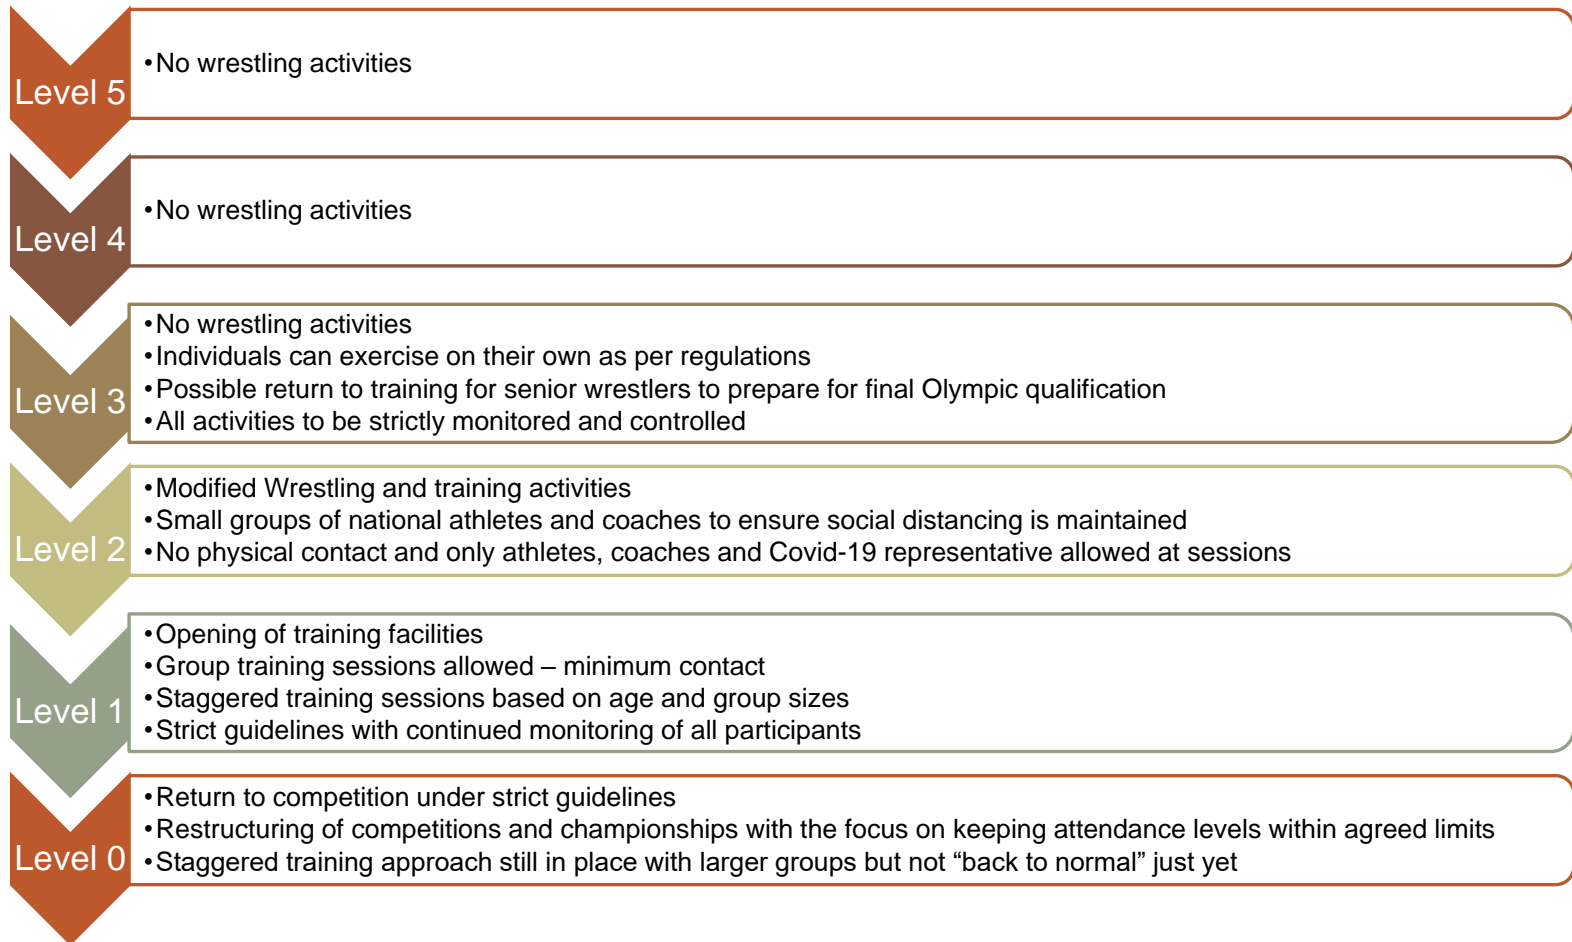 Level 5
•No wrestling activities
Level 4
•No wrestling activities
Level 3
•No wrestling activities
•Individuals can exercise on their own as per regulations
•Possible return to training for senior wrestlers to prepare for final Olympic qualification
•All activities to be strictly monitored and controlled
Level 2
•Modified Wrestling and training activities
•Small groups of national athletes and coaches to ensure social distancing is maintained
•No physical contact and only athletes, coaches and Covid-19 representative allowed at sessions
Level 1
•Opening of training facilities
•Group training sessions allowed – minimum contact
•Staggered training sessions based on age and group sizes
•Strict guidelines with continued monitoring of all participants
Level 0
•Return to competition under strict guidelines
•Restructuring of competitions and championships with the focus on keeping attendance levels within agreed limits
•Staggered training approach still in place with larger groups but not “back to normal” just yet